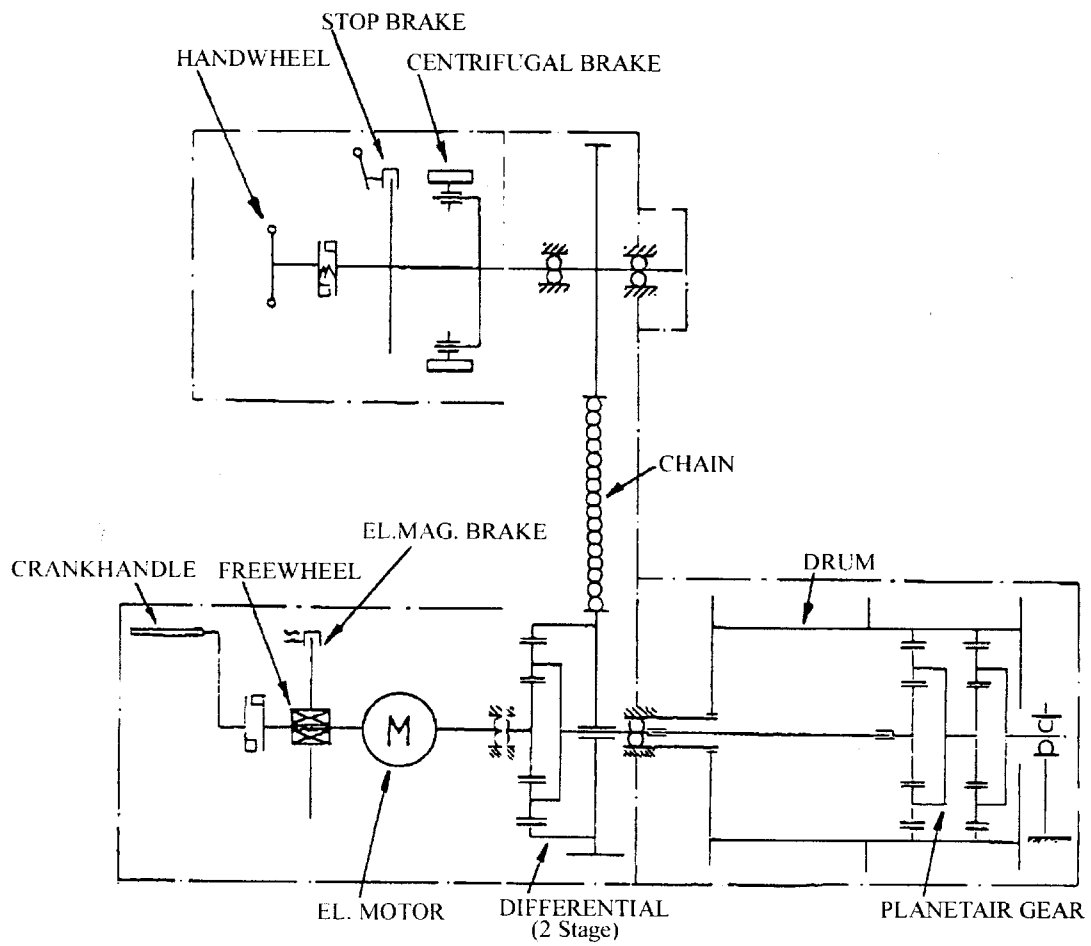 STOP BRAKE
HANDWHEEL
CENTRIFUGAL BRAKE
CHAIN
EL.MAG. BRAKE
CRANKHANDLE
FREEWHEEL
DRUM
M
EL. MOTOR
DIFFERENTIAL
(2 Stage)
PLANETAIR GEAR